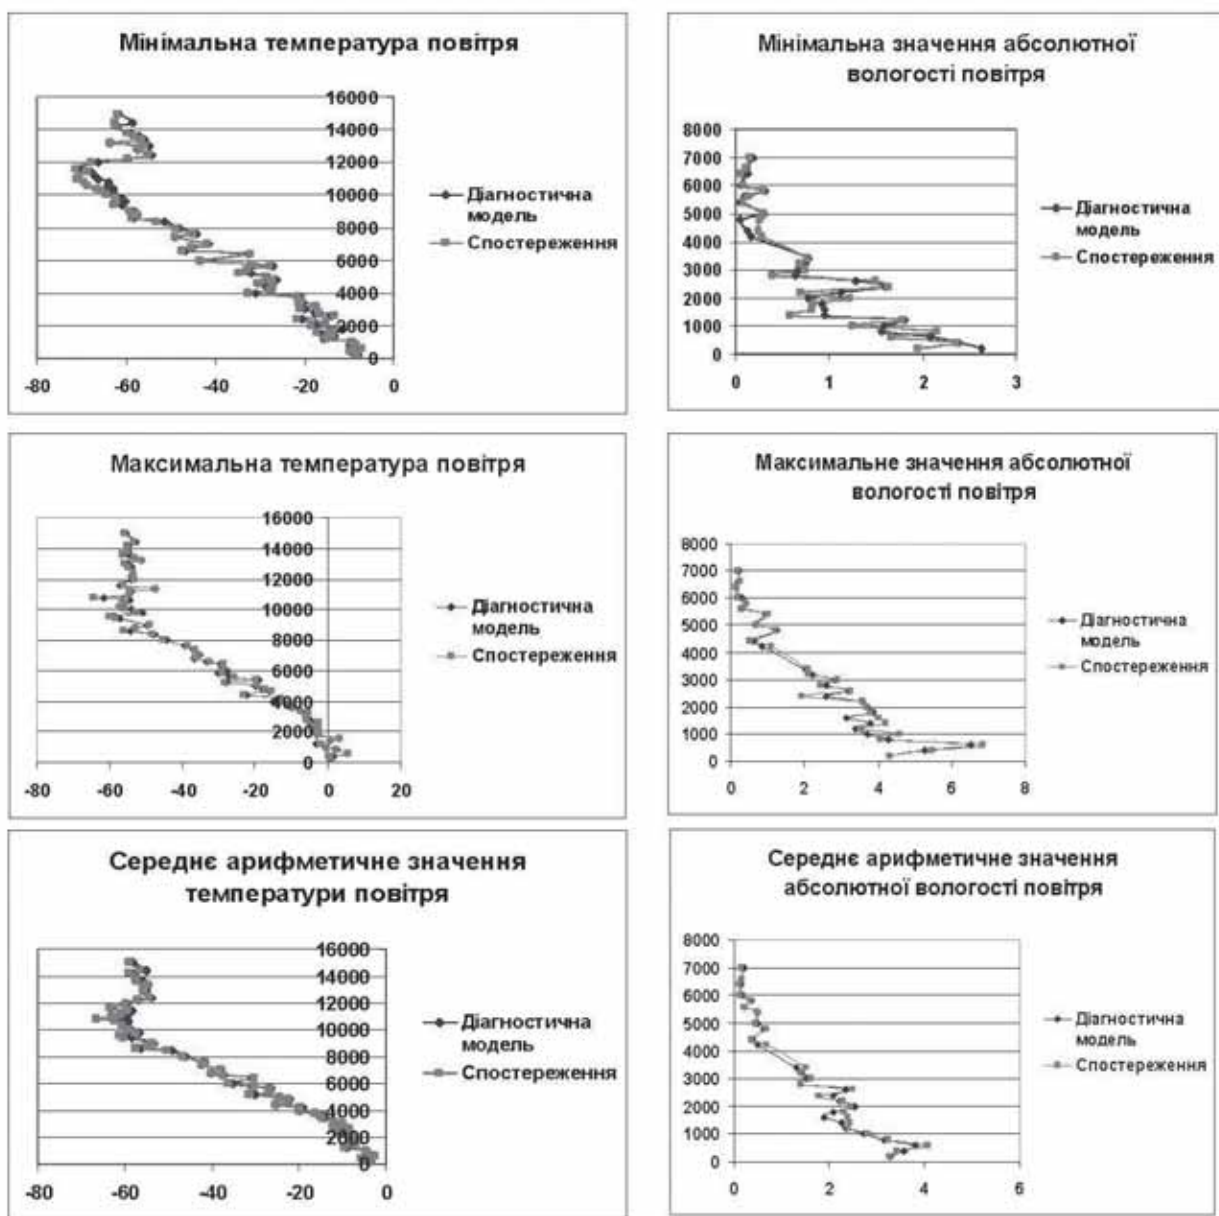 Мінімальна температура повітря
16000
14000
12000
10000
8000
6000
4000
2000
0
-80 -60 -40 -20 0
Діагностична
модель
Спостереження
Мінімальна значення абсолютної
вологості повітря
8000
7000
6000
5000
4000
3000
2000
1000
0
0 1 2 3
Діагностична
модель
Спостереження
Максимальна температура повітря
16000
14000
12000
10000
8000
6000
4000
2000
0
-80 -60 -40 -20 0 20
Діагностична
модель
Спостереження
Максимальне значення абсолютної
вологості повітря
8000
7000
6000
5000
4000
3000
2000
1000
0
0 2 4 6 8
Діагностична
модель
Спостереження
Середнє арифметичне значення
температури повітря
16000
14000
12000
10000
8000
6000
4000
2000
0
-80 -60 -40 -20 0
Діагностична
модель
Спостереження
Середнє арифметичне значення
абсолютної вологості повітря
8000
7000
6000
5000
4000
3000
2000
1000
0
0 2 4 6
Діагностична
модель
Спостереження